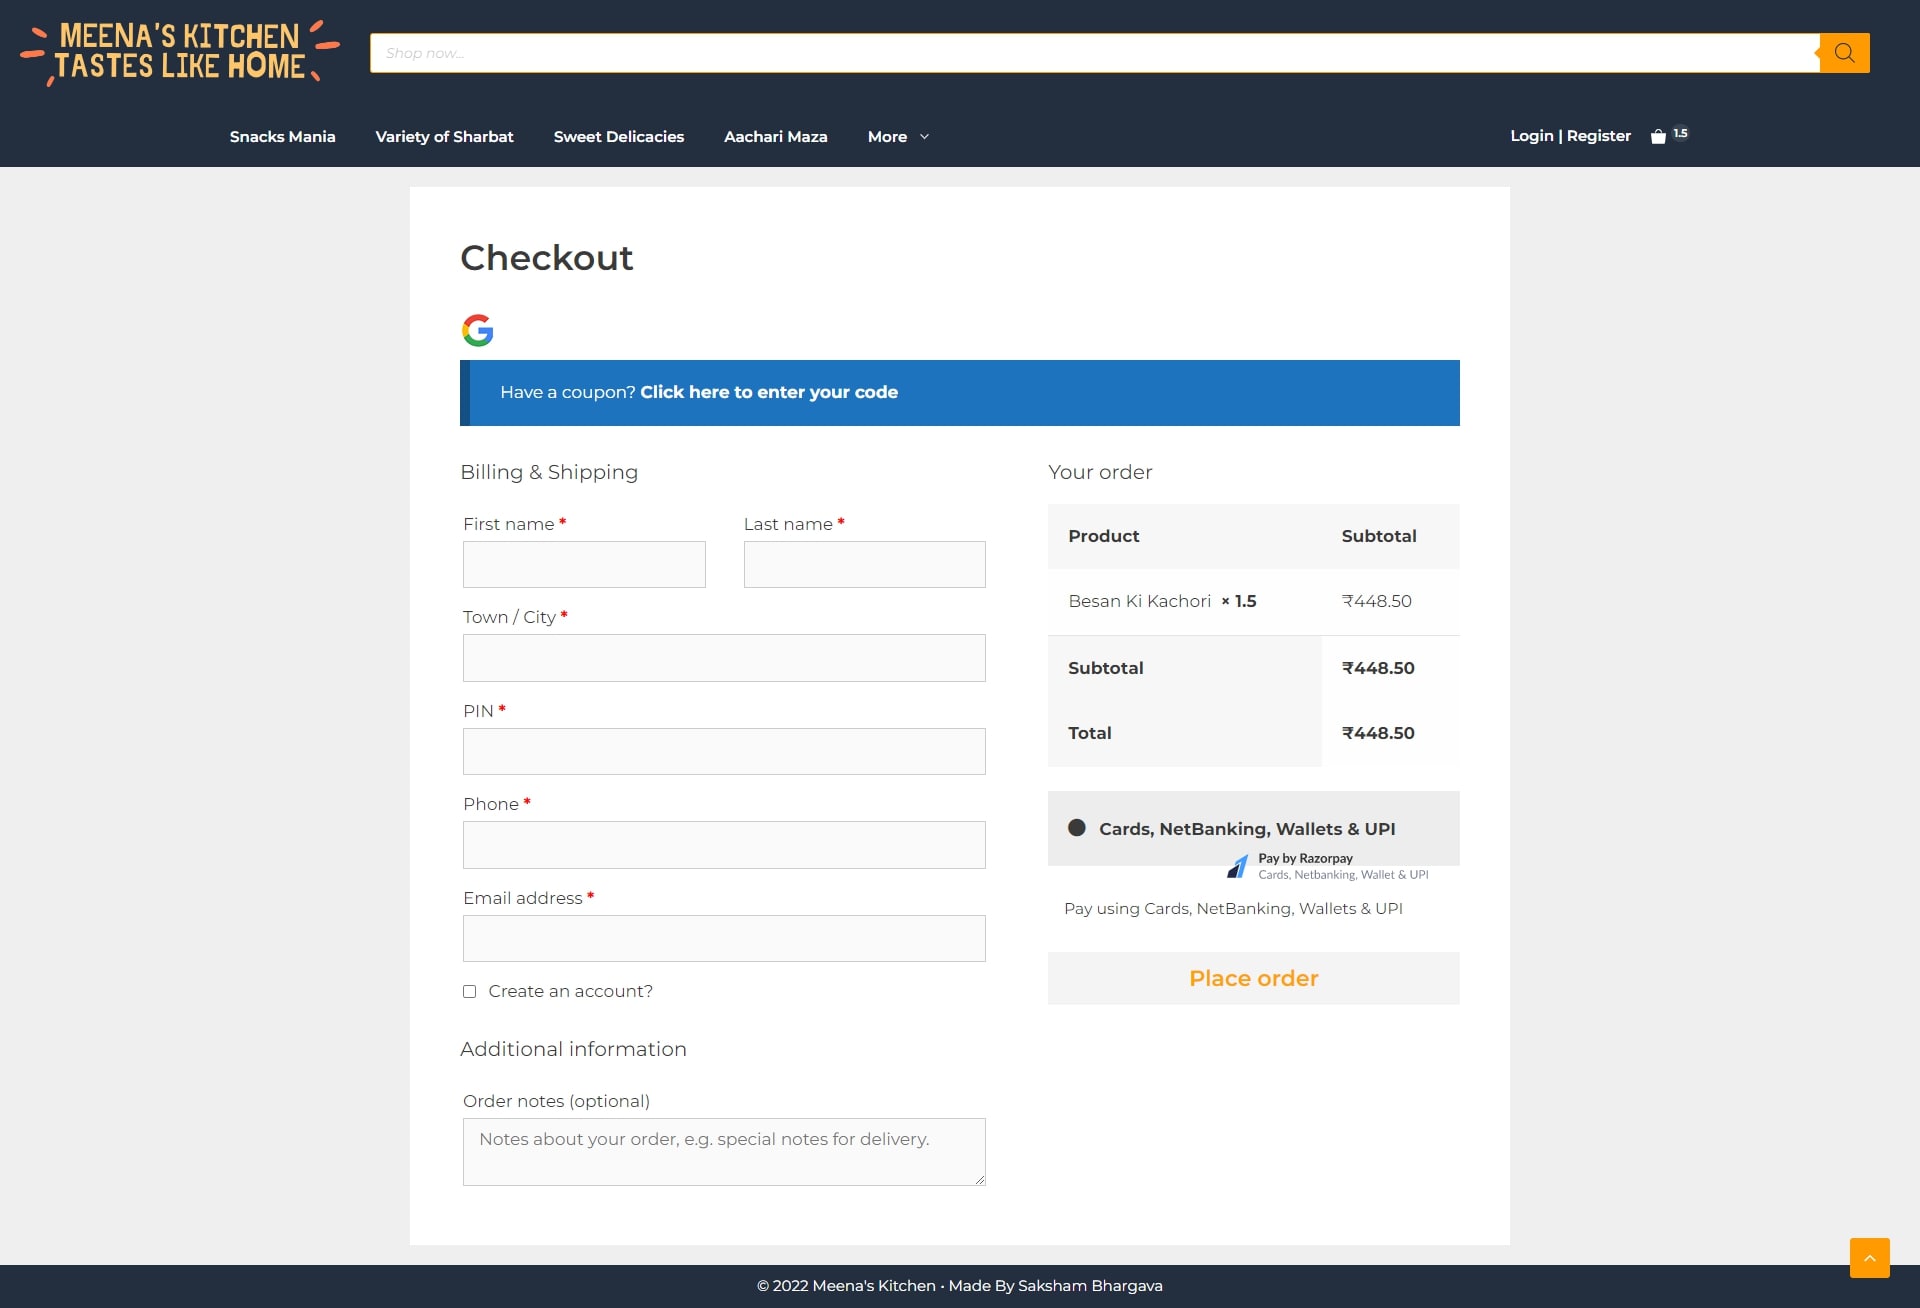 MEENA'S KITCHEN
TASTES LIKE HOME
Shop now...
Snacks Mania
Variety of Sharbat
Sweet Delicacies
Aachari Maza
More
Login | Register
1.5
Checkout
Have a coupon? Click here to enter your code
Billing & Shipping
First name *
Last name *
Town / City *
PIN *
Phone *
Email address *
Create an account?
Additional information
Order notes (optional)
Notes about your order, e.g. special notes for delivery.
Your order
Product Subtotal
Besan Ki Kachori × 1.5 ₹448.50
Subtotal ₹448.50
Total ₹448.50
Cards, NetBanking, Wallets & UPI
Pay by Razorpay
Cards, Netbanking, Wallet & UPI
Pay using Cards, NetBanking, Wallets & UPI
Place order
© 2022 Meena's Kitchen • Made By Saksham Bhargava